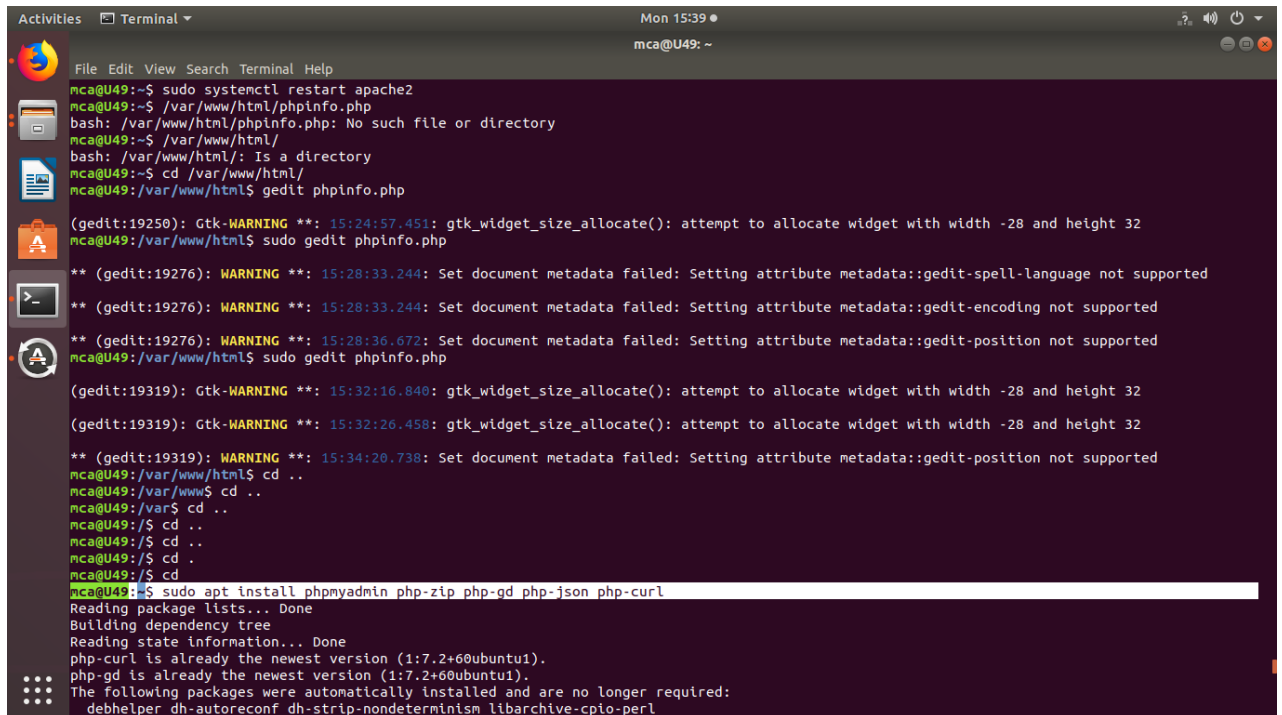 Activities Terminal Mon 15:39
mca@U49: ~
File Edit View Search Terminal Help
mca@U49:~$ sudo systemctl restart apache2
mca@U49:~$ /var/www/html/phpinfo.php
bash: /var/www/html/phpinfo.php: No such file or directory
mca@U49:~$ /var/www/html/
bash: /var/www/html/: Is a directory
mca@U49:~$ cd /var/www/html/
mca@U49:/var/www/html$ gedit phpinfo.php
(gedit:19250): Gtk-WARNING **: 15:24:57.451: gtk_widget_size_allocate(): attempt to allocate widget with width -28 and height 32
mca@U49:/var/www/html$ sudo gedit phpinfo.php
** (gedit:19276): WARNING **: 15:28:33.244: Set document metadata failed: Setting attribute metadata::gedit-spell-language not supported
** (gedit:19276): WARNING **: 15:28:33.244: Set document metadata failed: Setting attribute metadata::gedit-encoding not supported
** (gedit:19276): WARNING **: 15:28:36.672: Set document metadata failed: Setting attribute metadata::gedit-position not supported
mca@U49:/var/www/html$ sudo gedit phpinfo.php
(gedit:19319): Gtk-WARNING **: 15:32:16.840: gtk_widget_size_allocate(): attempt to allocate widget with width -28 and height 32
(gedit:19319): Gtk-WARNING **: 15:32:26.458: gtk_widget_size_allocate(): attempt to allocate widget with width -28 and height 32
** (gedit:19319): WARNING **: 15:34:20.738: Set document metadata failed: Setting attribute metadata::gedit-position not supported
mca@U49:/var/www/html$ cd ..
mca@U49:/var/www$ cd ..
mca@U49:/var$ cd ..
mca@U49:/$ cd ..
mca@U49:/$ cd ..
mca@U49:/$ cd .
mca@U49:/$ cd
mca@U49:~$ sudo apt install phpmyadmin php-zip php-gd php-json php-curl
Reading package lists... Done
Building dependency tree
Reading state information... Done
php-curl is already the newest version (1:7.2+60ubuntu1).
php-gd is already the newest version (1:7.2+60ubuntu1).
The following packages were automatically installed and are no longer required:
debhelper dh-autoreconf dh-strip-nondeterminism libarchive-cpio-perl